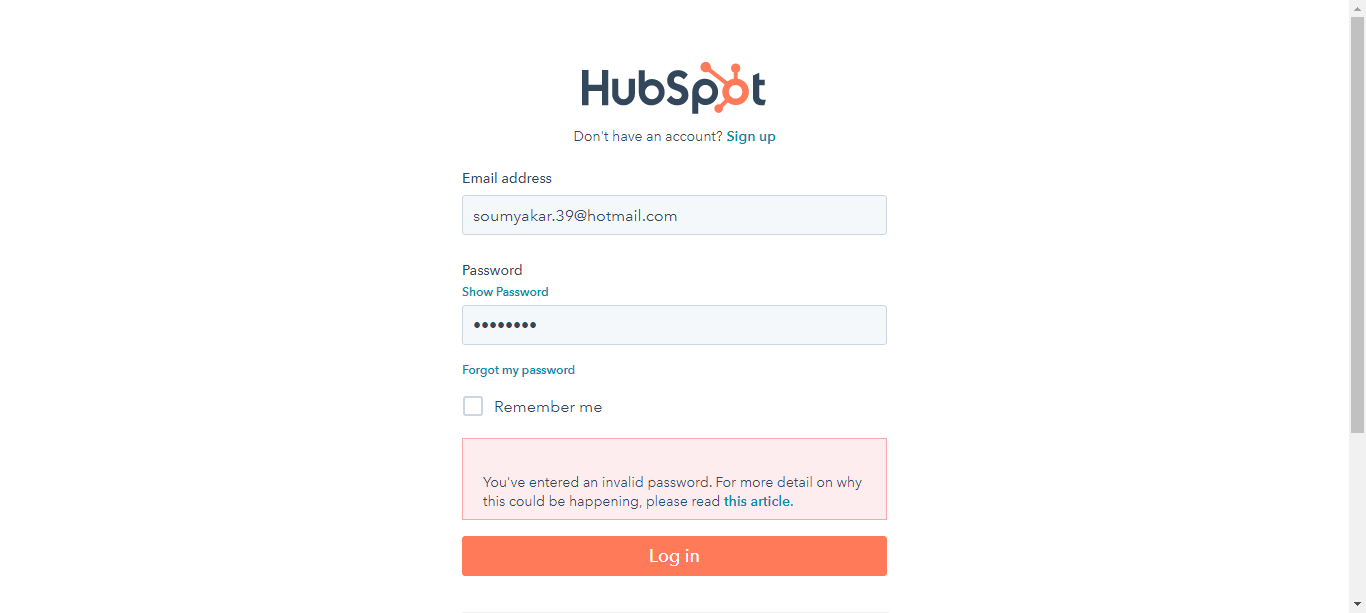 HubSpot
Don't have an account? Sign up
Email address
soumyakar.39@hotmail.com
Password
Show Password
••••••••
Forgot my password
Remember me
You've entered an invalid password. For more detail on why
this could be happening, please read this article.
Log in